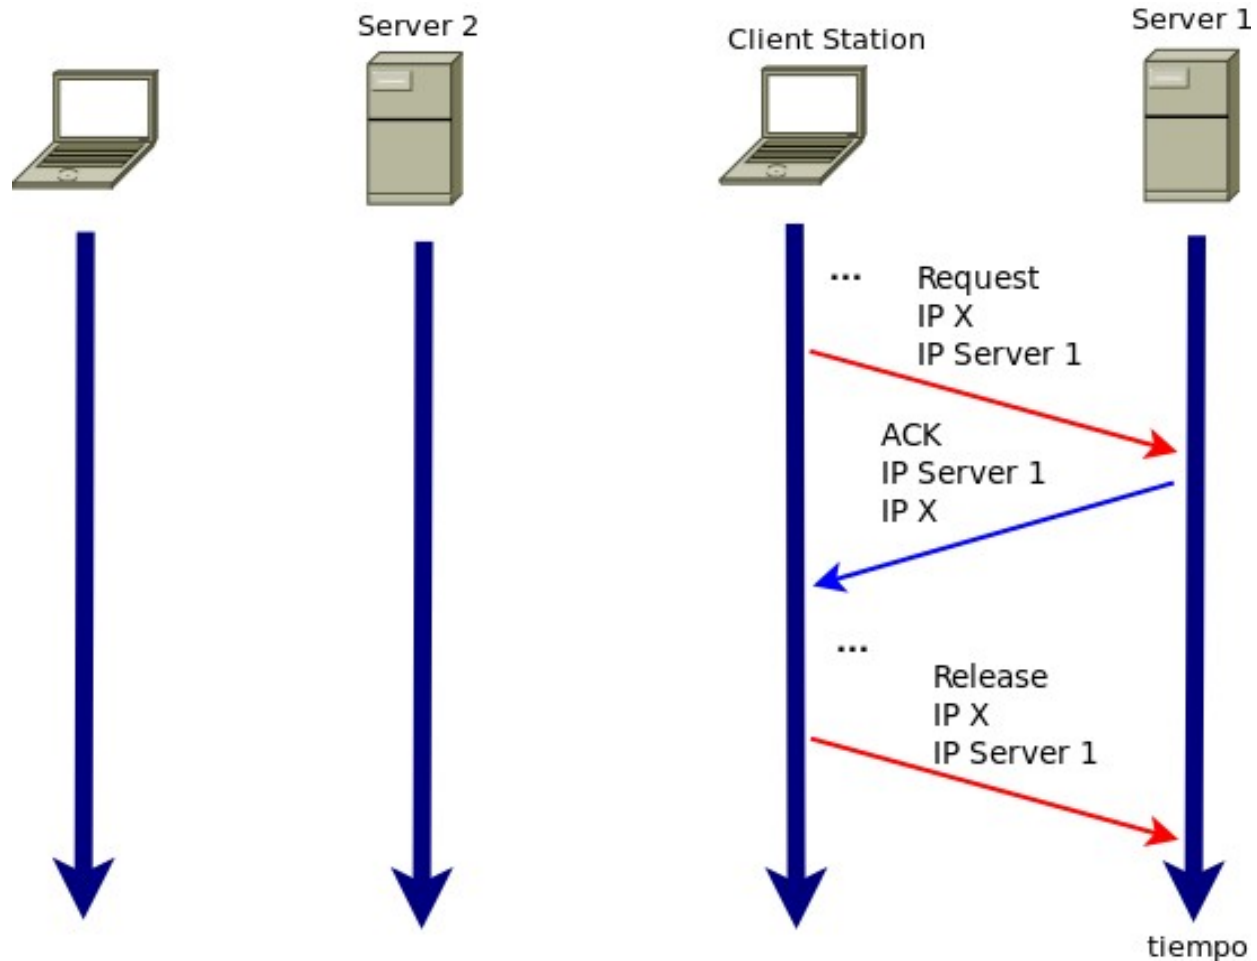 Server 2
Client Station
Server 1
...
Request
IP X
IP Server 1
ACK
IP Server 1
IP X
...
Release
IP X
IP Server 1
tiempo